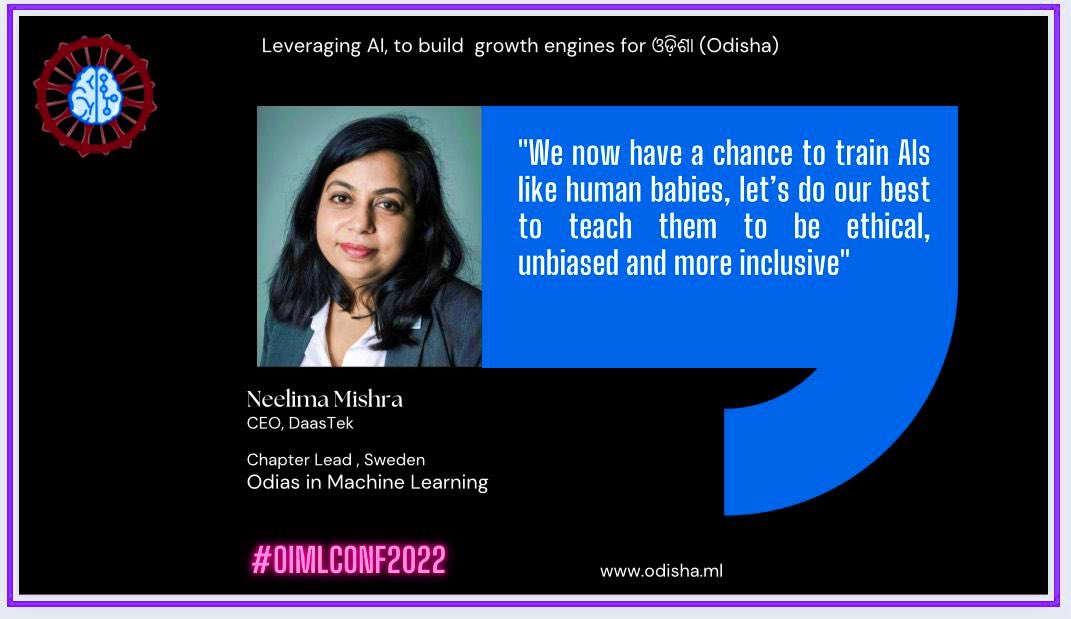 Leveraging AI, to build growth engines for ଓଡ଼ିଶା (Odisha)
"We now have a chance to train AIs
like human babies, let’s do our best
to teach them to be ethical,
unbiased and more inclusive"
Neelima Mishra
CEO, DaasTek
Chapter Lead , Sweden
Odias in Machine Learning
#OIMLCONF2022
www.odisha.ml